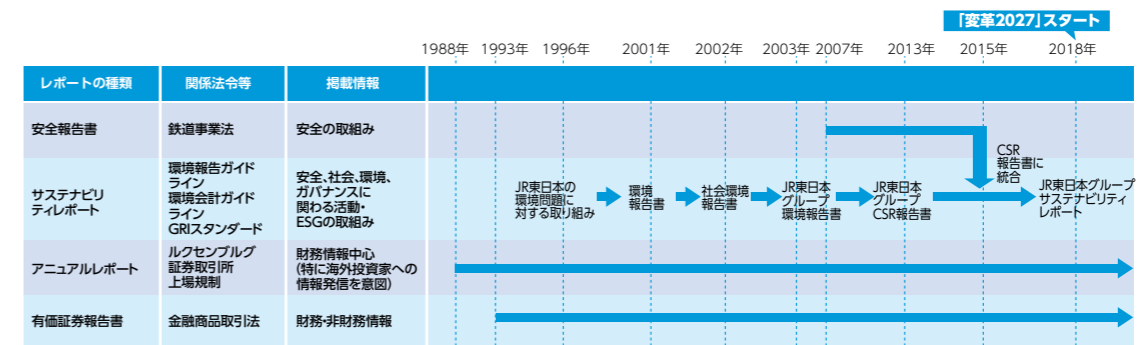 「変革2027」スタート
1988年 1993年 1996年 2001年 2002年 2003年 2007年 2013年 2015年 2018年
レポートの種類 関係法令等 掲載情報
安全報告書 鉄道事業法 安全の取組み
CSR
報告書に
統合
サステナビリ
ティレポート
環境報告ガイド
ライン
環境会計ガイド
ライン
GRIスタンダード
安全、社会、環境、
ガバナンスに
関わる活動・
ESGの取組み
JR東日本の
環境問題に
対する取り組み
環境
報告書
社会環境
報告書
JR東日本
グループ
環境報告書
JR東日本
グループ
CSR報告書
JR東日本グループ
サステナビリティ
レポート
アニュアルレポート
ルクセンブルグ
証券取引所
上場規制
財務情報中心
(特に海外投資家への
情報発信を意図)
有価証券報告書 金融商品取引法 財務・非財務情報